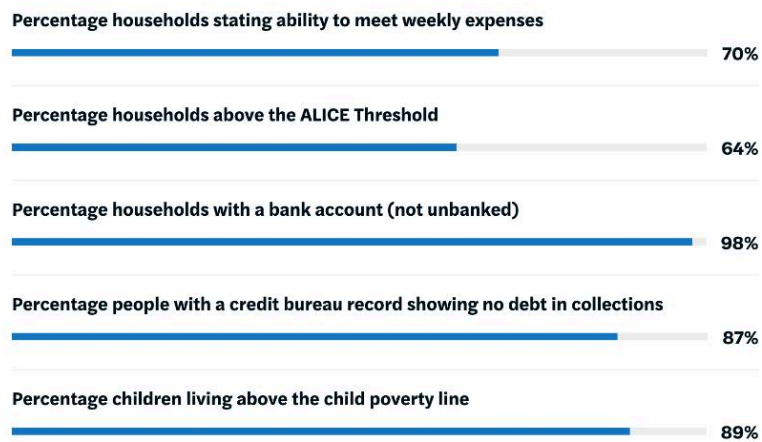 Percentage households stating ability to meet weekly expenses
70%
Percentage households above the ALICE Threshold
64%
Percentage households with a bank account (not unbanked)
98%
Percentage people with a credit bureau record showing no debt in collections
87%
Percentage children living above the child poverty line
89%